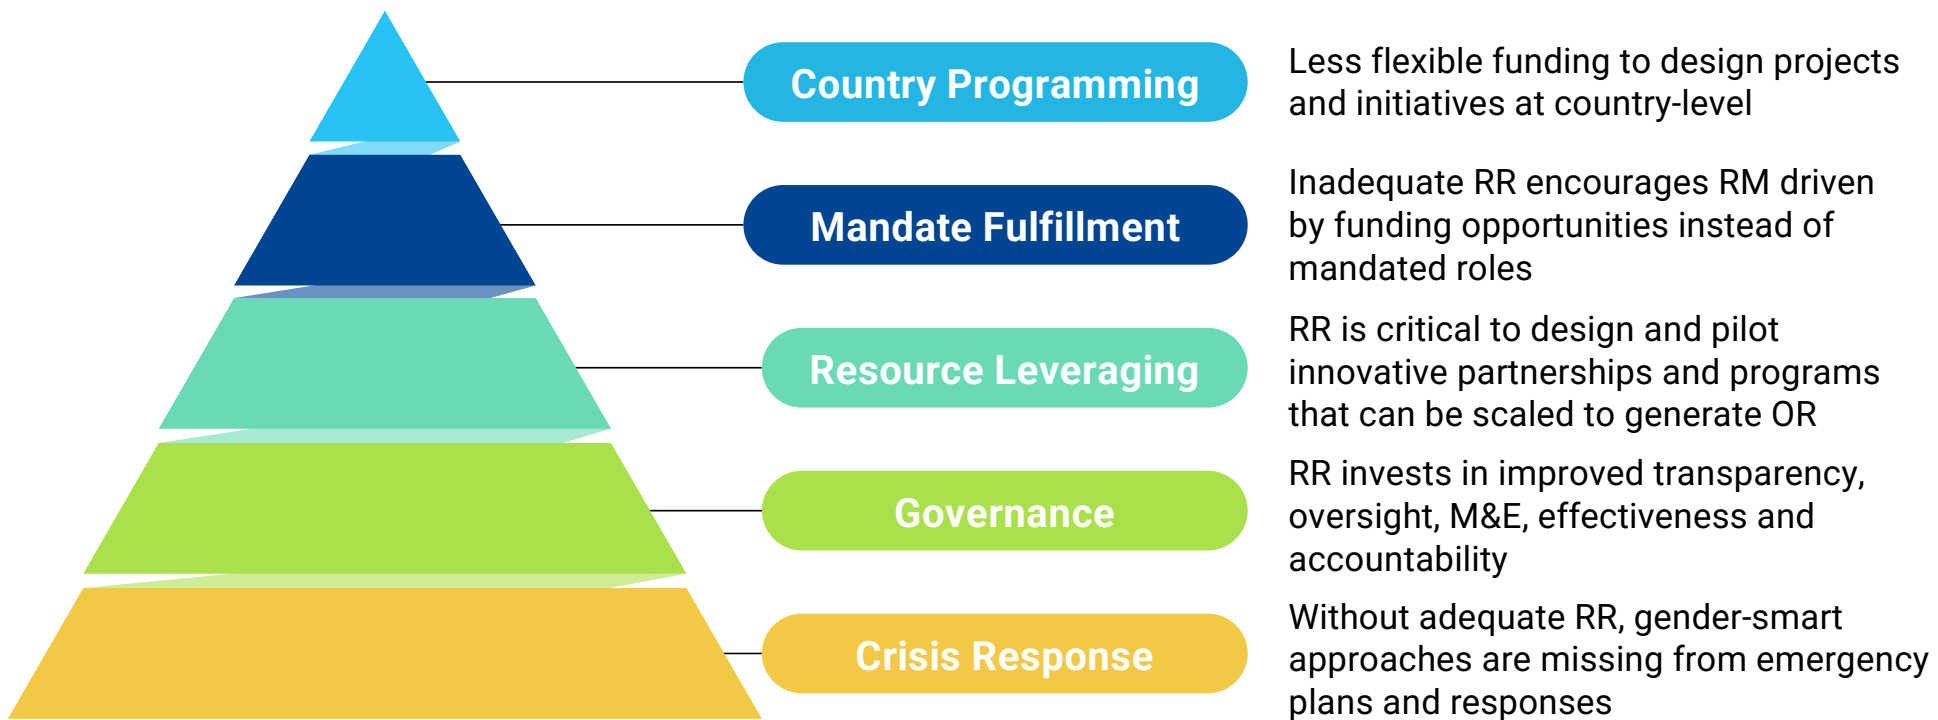 Country Programming
Less flexible funding to design projects
and initiatives at country-level
Mandate Fulfillment
Inadequate RR encourages RM driven
by funding opportunities instead of
mandated roles
Resource Leveraging
RR is critical to design and pilot
innovative partnerships and programs
that can be scaled to generate OR
Governance
RR invests in improved transparency,
oversight, M&E, effectiveness and
accountability
Crisis Response
Without adequate RR, gender-smart
approaches are missing from emergency
plans and responses